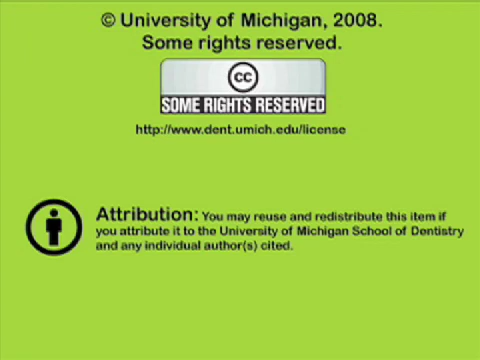 © University of Michigan, 2008.
Some rights reserved.
cc
SOME RIGHTS RESERVED
http://www.dent.umich.edu/license
Attribution: You may reuse and redistribute this item if
you attribute it to the University of Michigan School of Dentistry
and any individual author(s) cited.